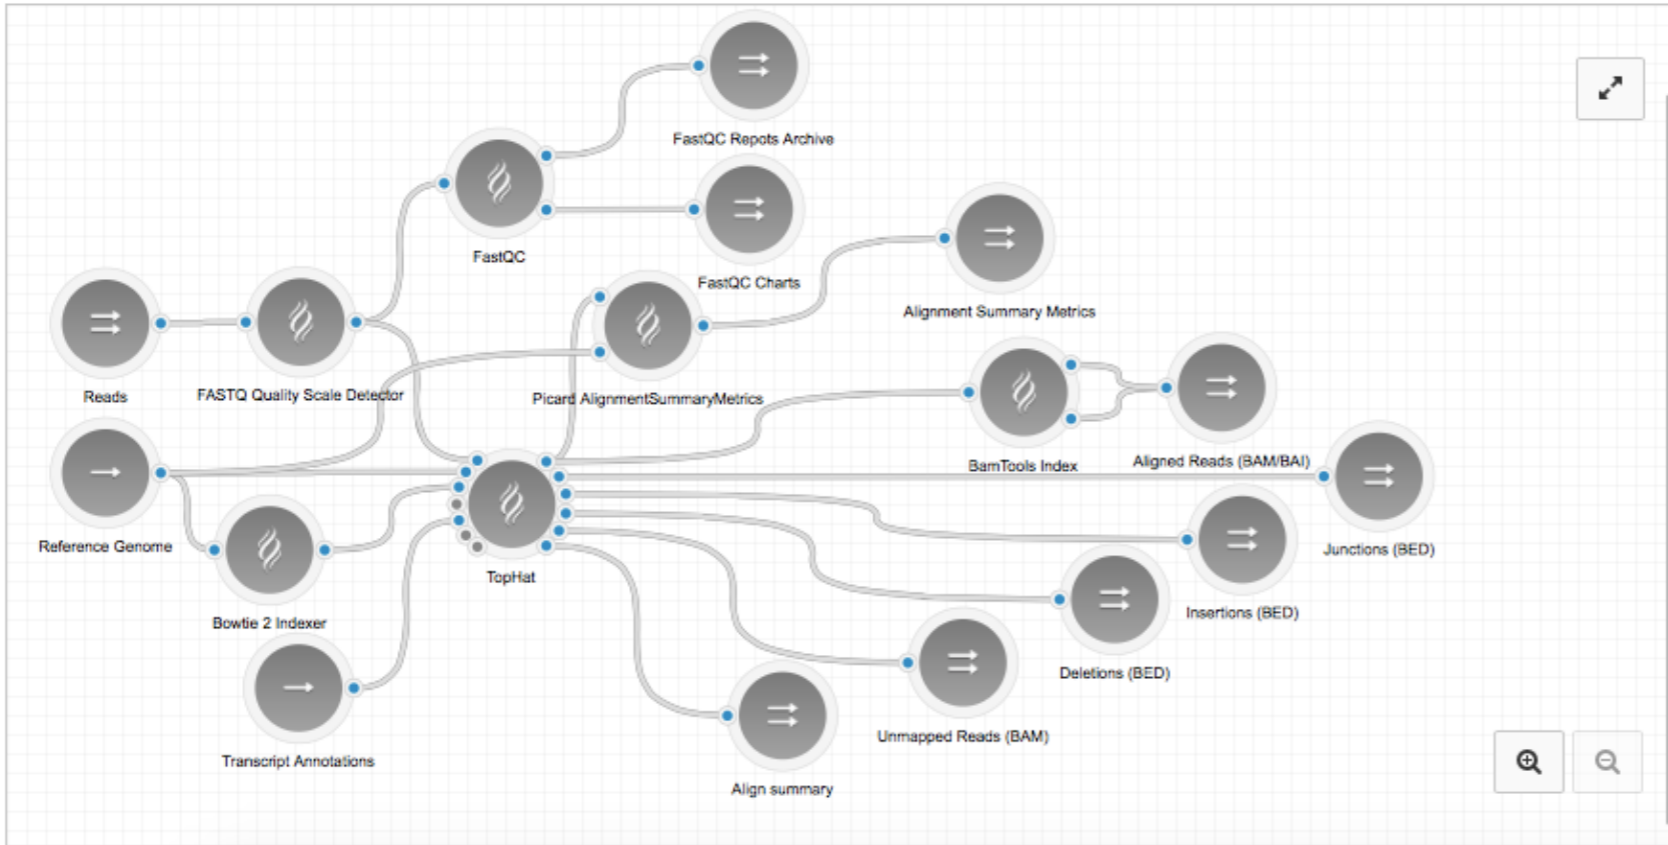 FastQC Repots Archive
FastQC
FastQC Charts
Alignment Summary Metrics
Reads
FASTQ Quality Scale Detector
Picard AlignmentSummaryMetrics
BamTools Index
Aligned Reads (BAM/BAI)
Reference Genome
TopHat
Junctions (BED)
Bowtie 2 Indexer
Insertions (BED)
Deletions (BED)
Unmapped Reads (BAM)
Transcript Annotations
Align summary